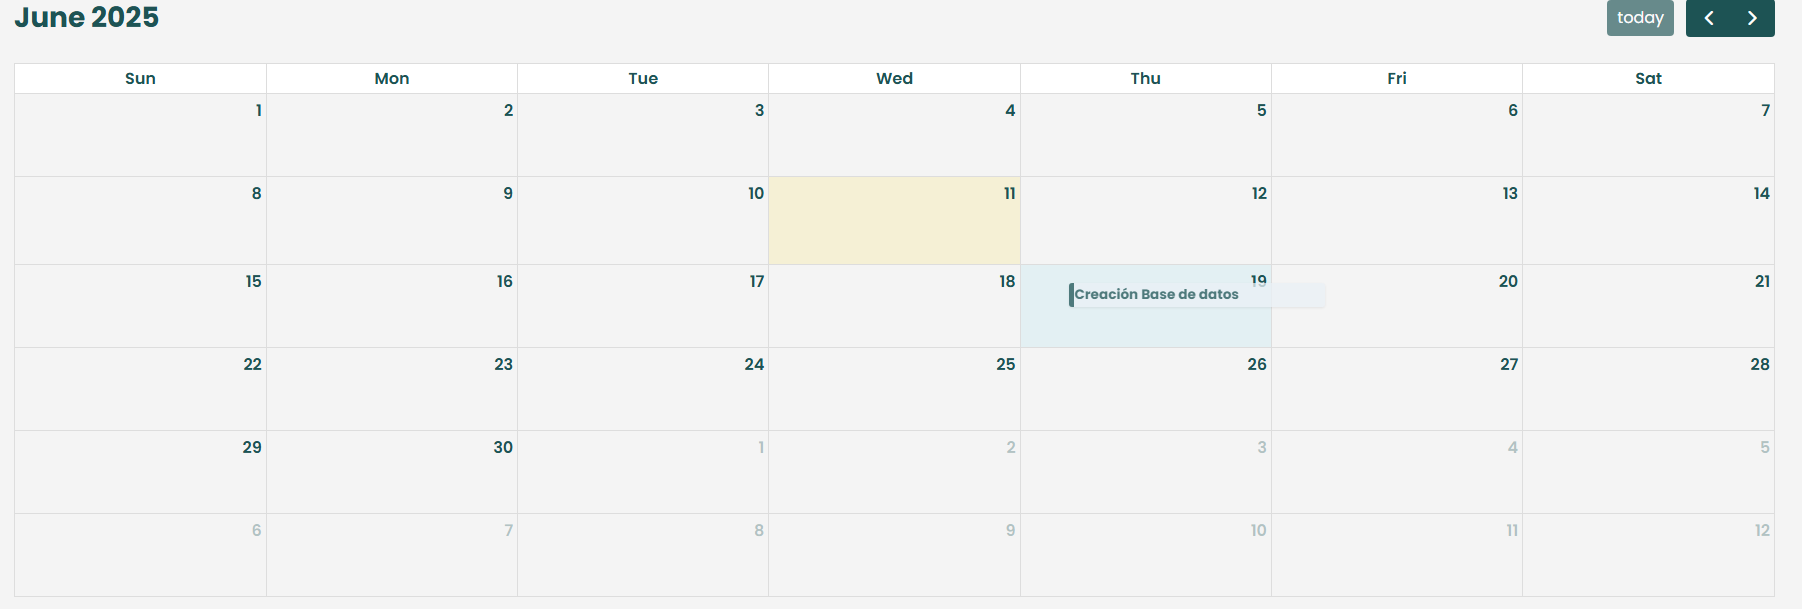 June 2025
today
Sun Mon Tue Wed Thu Fri Sat
1 2 3 4 5 6 7
8 9 10 11 12 13 14
15 16 17 18 19 20 21
Creación Base de datos
22 23 24 25 26 27 28
29 30 1 2 3 4 5
6 7 8 9 10 11 12